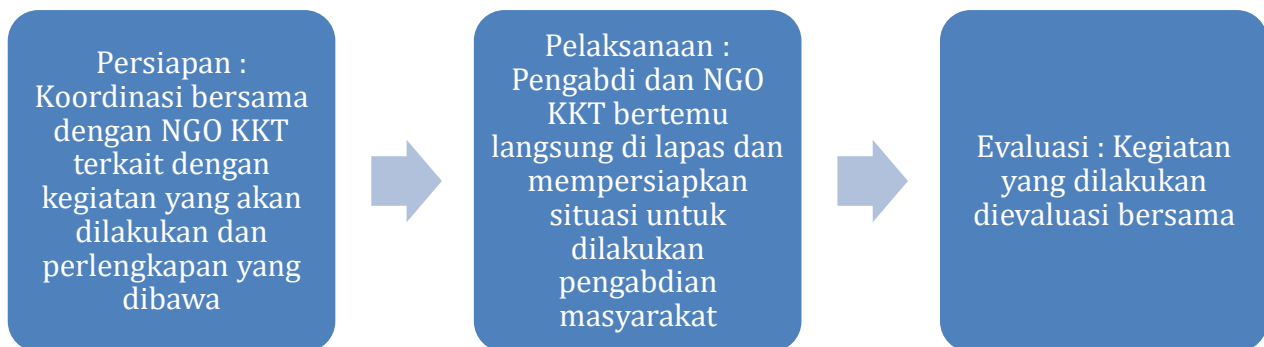 Persiapan :
Koordinasi bersama
dengan NGO KKT
terkait dengan
kegiatan yang akan
dilakukan dan
perlengkapan yang
dibawa
Pelaksanaan :
Pengabdi dan NGO
KKT bertemu
langsung di lapas dan
mempersiapkan
situasi untuk
dilakukan
pengabdian
masyarakat
Evaluasi : Kegiatan
yang dilakukan
dievaluasi bersama